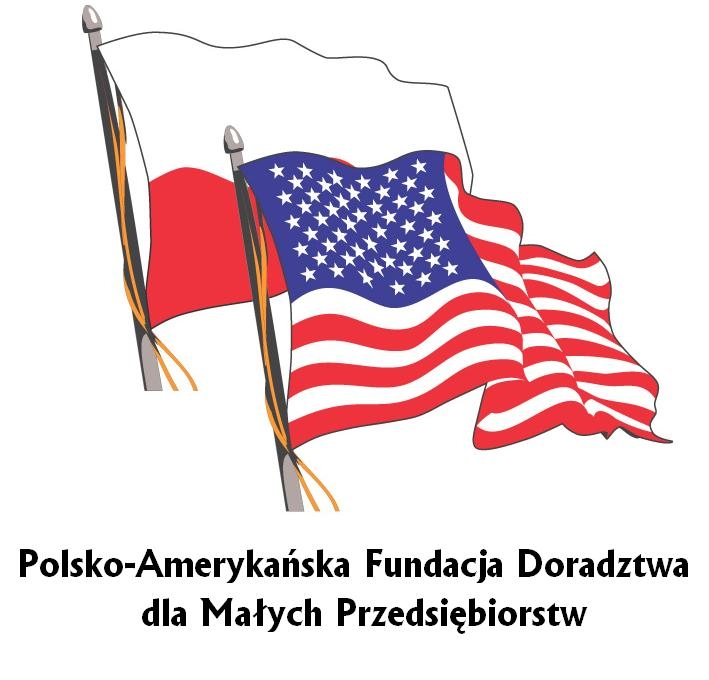 Polsko-Amerykańska Fundacja Doradztwa
dla Małych Przedsiębiorstw